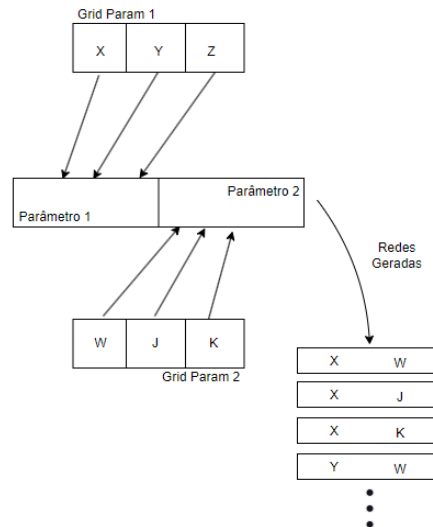 Grid Param 1
X Y Z
Parâmetro 2
Parâmetro 1
Redes
Geradas
W J K
Grid Param 2
X W
X J
X K
Y W